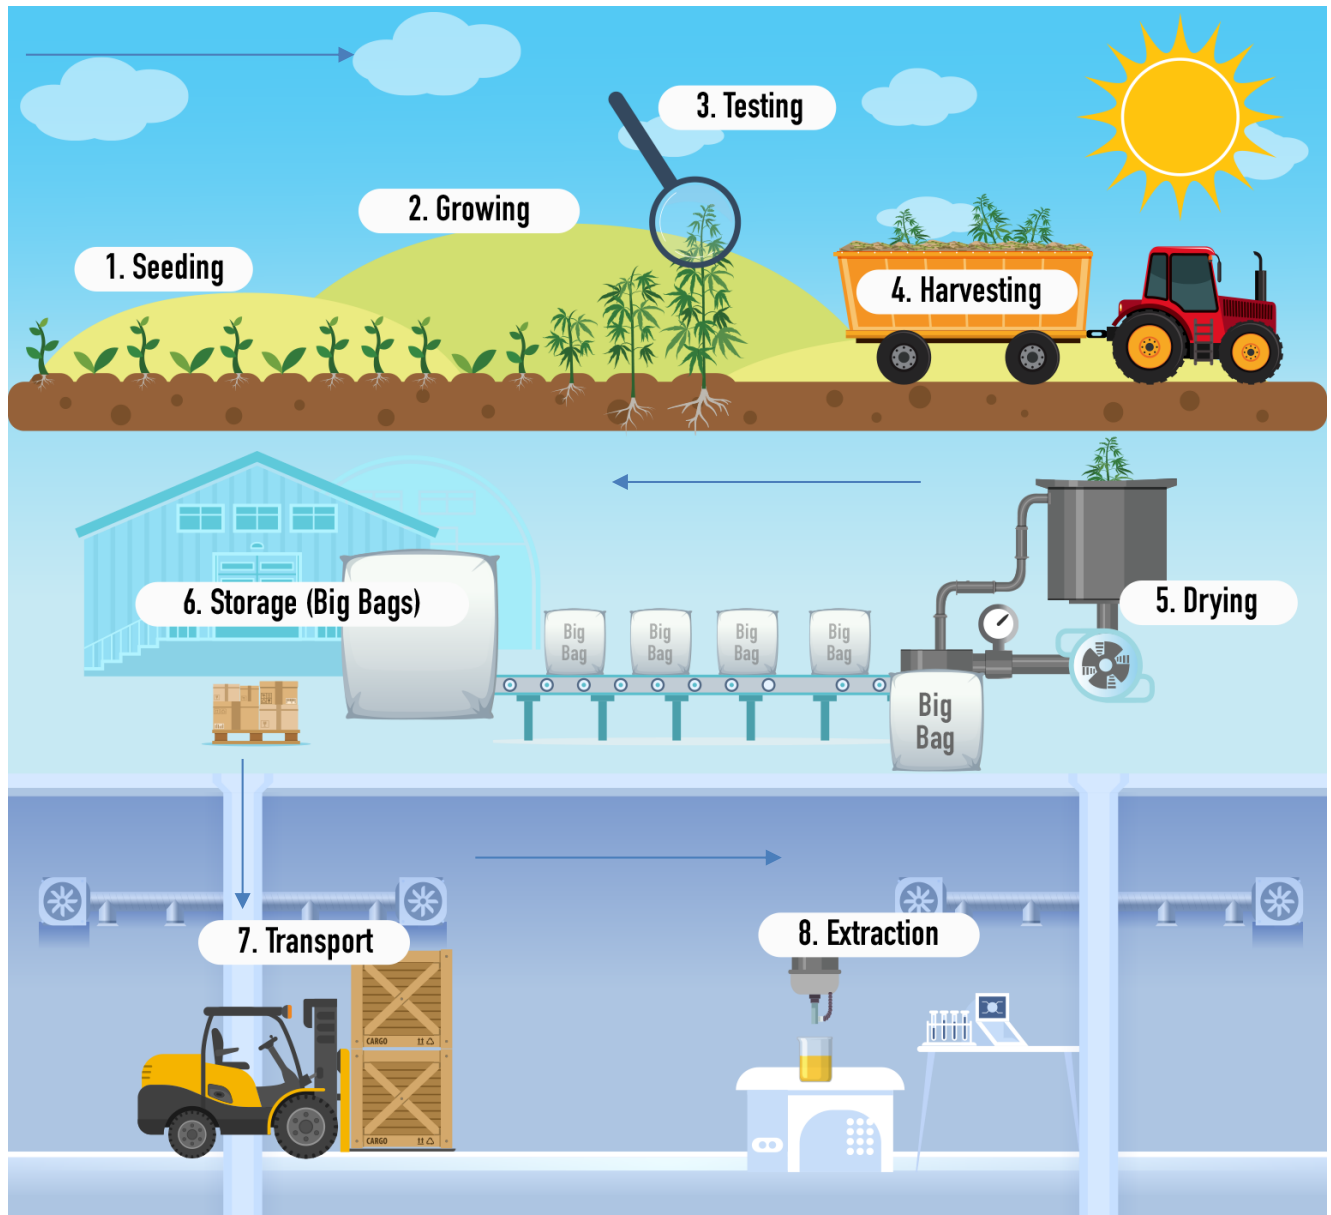 3. Testing
2. Growing
1. Seeding
4. Harvesting
5. Drying
6. Storage (Big Bags)
Big
Bag
Big
Bag
Big
Bag
Big
Bag
Big
Bag
7. Transport
8. Extraction
CARGO
CARGO